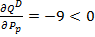 ∂Q^D/∂P_p = −9 < 0